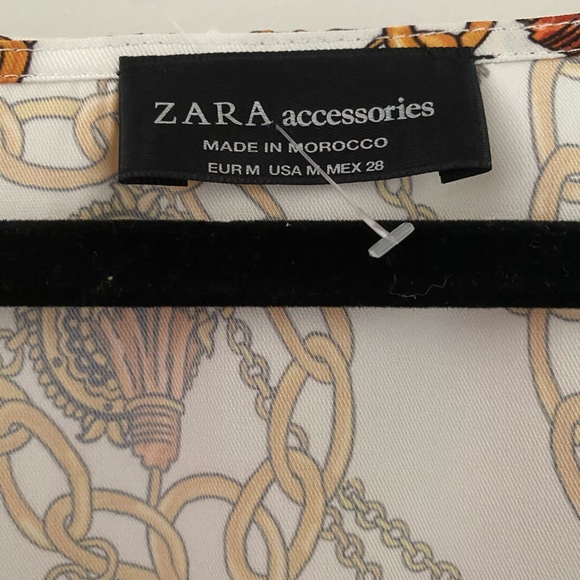 ZARA accessories
MADE IN MOROCCO
EUR M USA M MEX 28